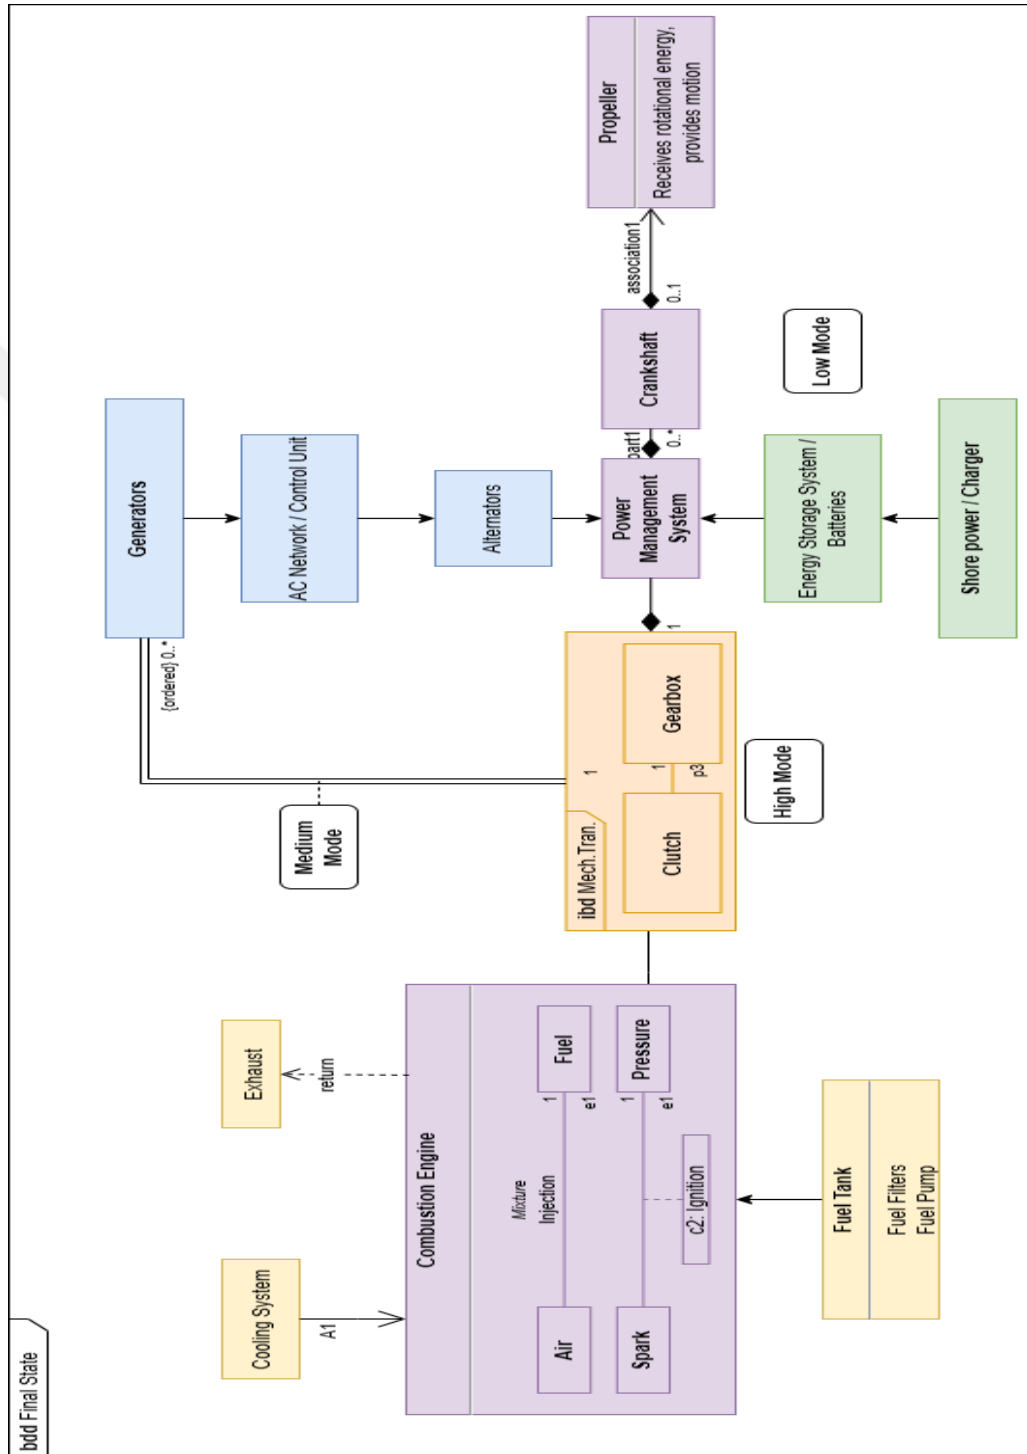 bdd Final State
Cooling System
A1
Exhaust
return
Combustion Engine
Mixture
Injection
Air
1
e1
Fuel
Spark
1
e1
Pressure
c2: Ignition
Fuel Tank
Fuel Filters
Fuel Pump
Medium
Mode
ibd Mech.Tran.
1
Clutch
1
p3
Gearbox
High Mode
{ordered} 0..*
Generators
AC Network / Control Unit
Alternators
1
Power
Management
System
part1
0..*
Crankshaft
association1
0..1
Propeller
Receives rotational energy,
provides motion
Energy Storage System /
Batteries
Shore power / Charger
Low Mode